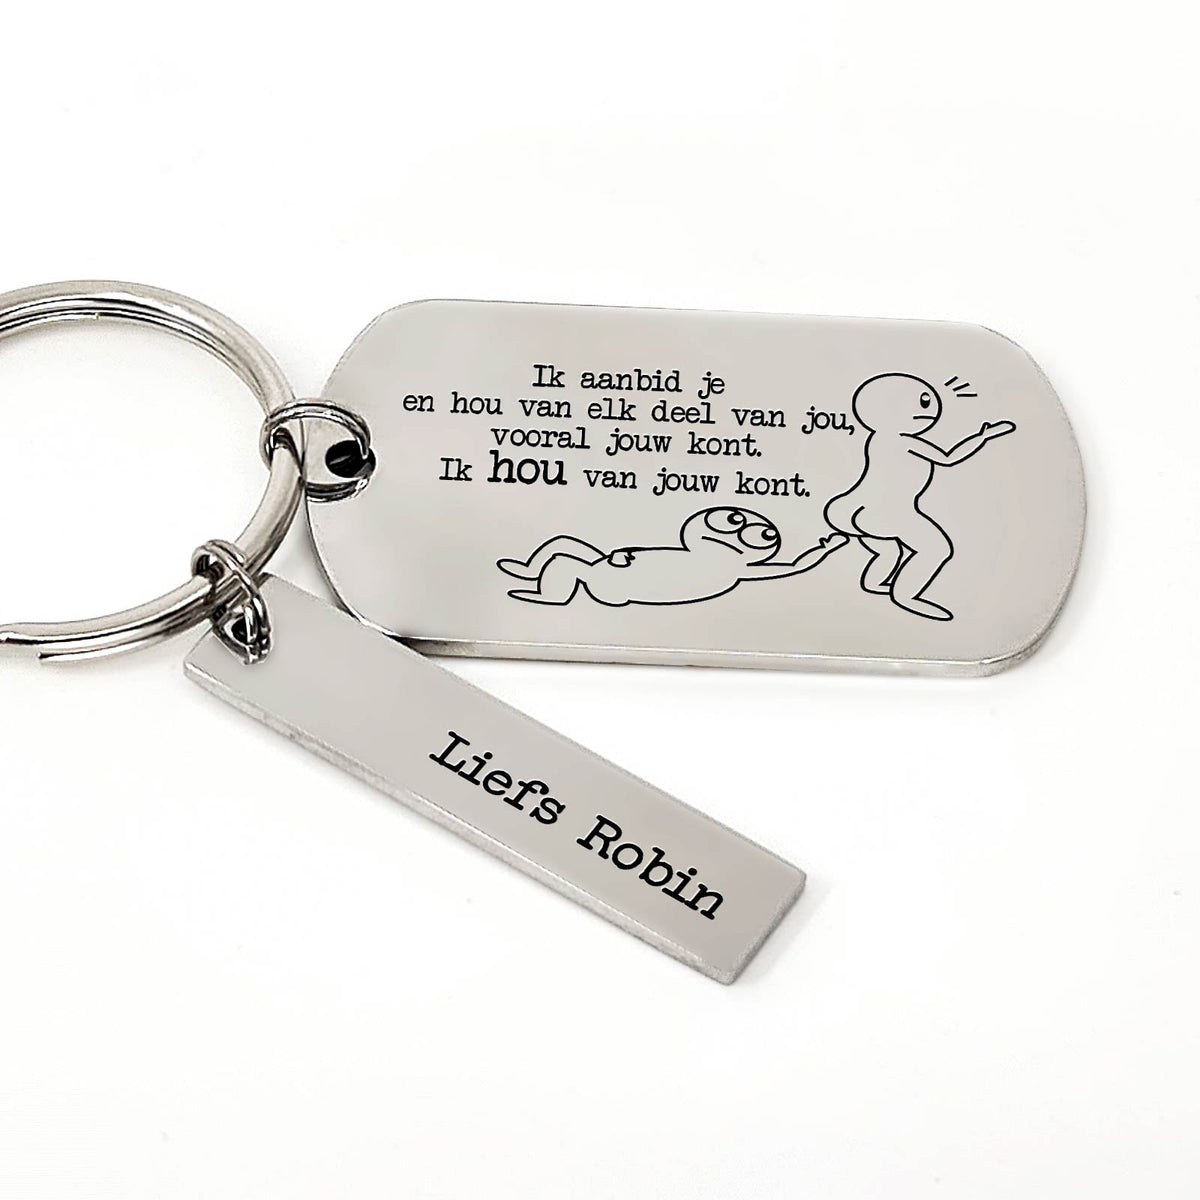 Ik aanbid je
en hou van elk deel van jou,
vooral jouw kont.
Ik hou van jouw kont.
Liefs Robin